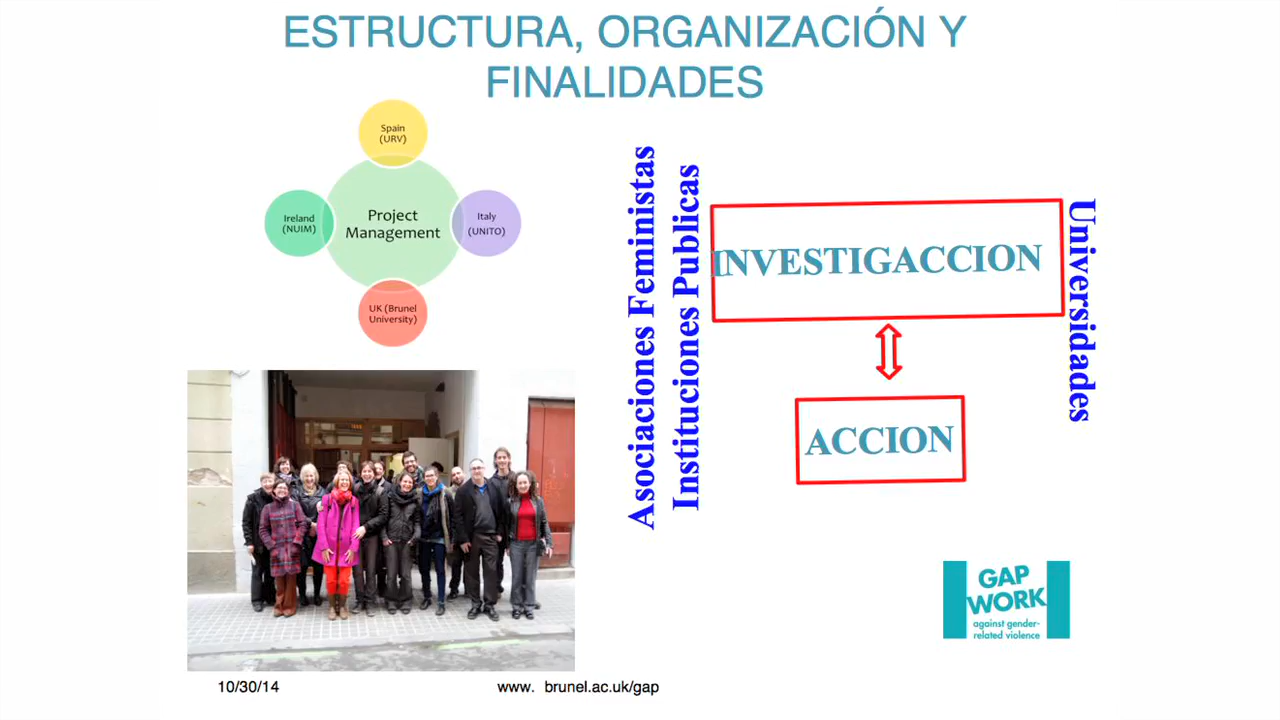 ESTRUCTURA, ORGANIZACIÓN Y
FINALIDADES
Spain
(URV)
Ireland
(NUIM)
Project
Management
Italy
(UNITO)
UK (Brunel
University)
Asociaciones Feministas
Instituciones Publicas
INVESTIGACCION
Universidades
ACCION
GAP
WORK
against gender-
related violence
10/30/14
www. brunel.ac.uk/gap